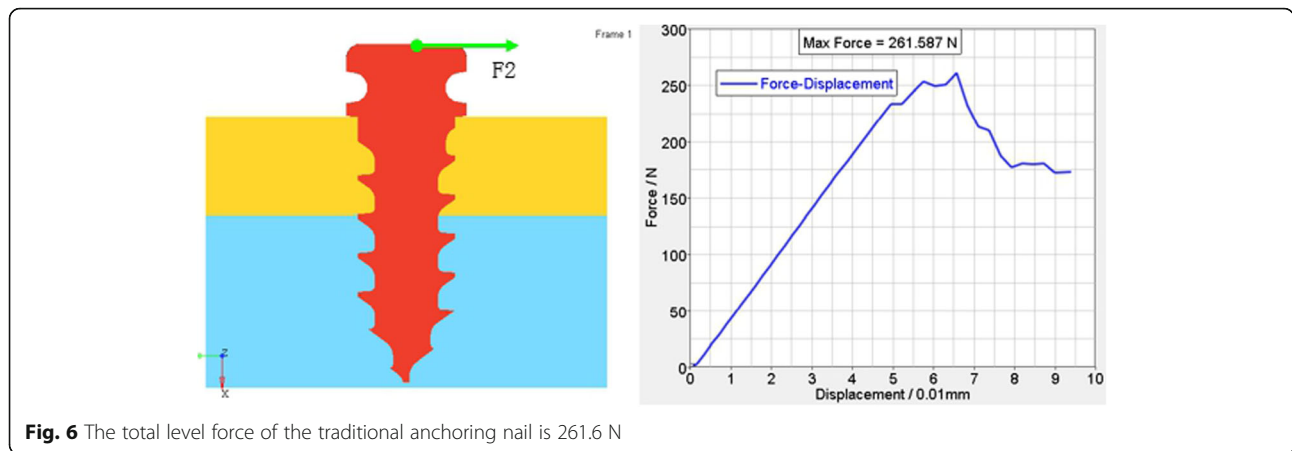 Frame 1
F2
z
x
300
250
200
150
100
50
0
Force / N
Max Force = 261.587 N
Force-Displacement
0 1 2 3 4 5 6 7 8 9 10
Displacement / 0.01mm
Fig. 6 The total level force of the traditional anchoring nail is 261.6 N